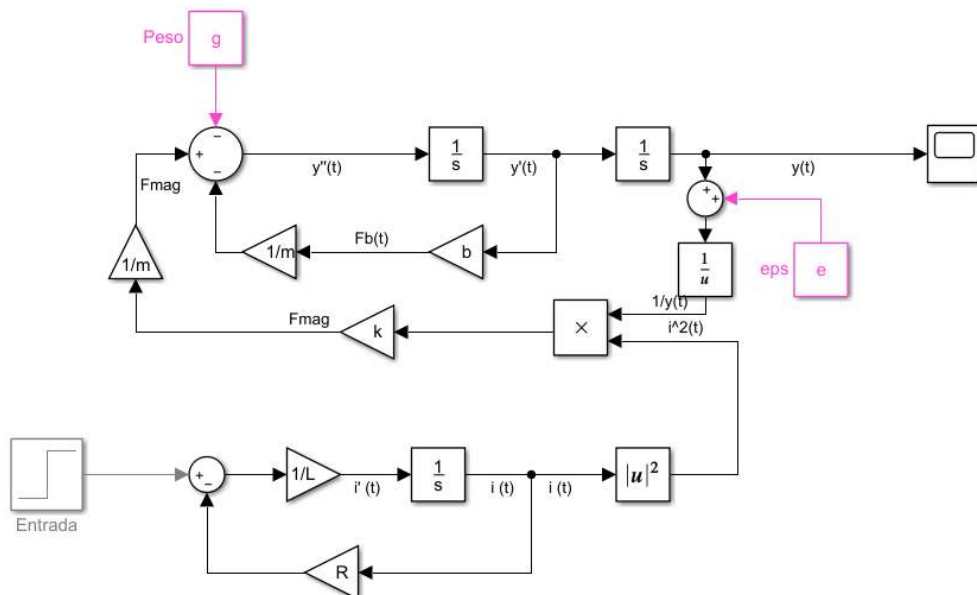 Peso
g
−
+
−
y''(t)
1
s
y'(t)
1
s
y(t)
Fmag
+
+
1/m
1/m
Fb(t)
b
1
u
eps
e
1/y(t)
i^2(t)
Fmag
k
×
Entrada
+
−
1/L
i' (t)
1
s
i (t)
i (t)
|u|²
R